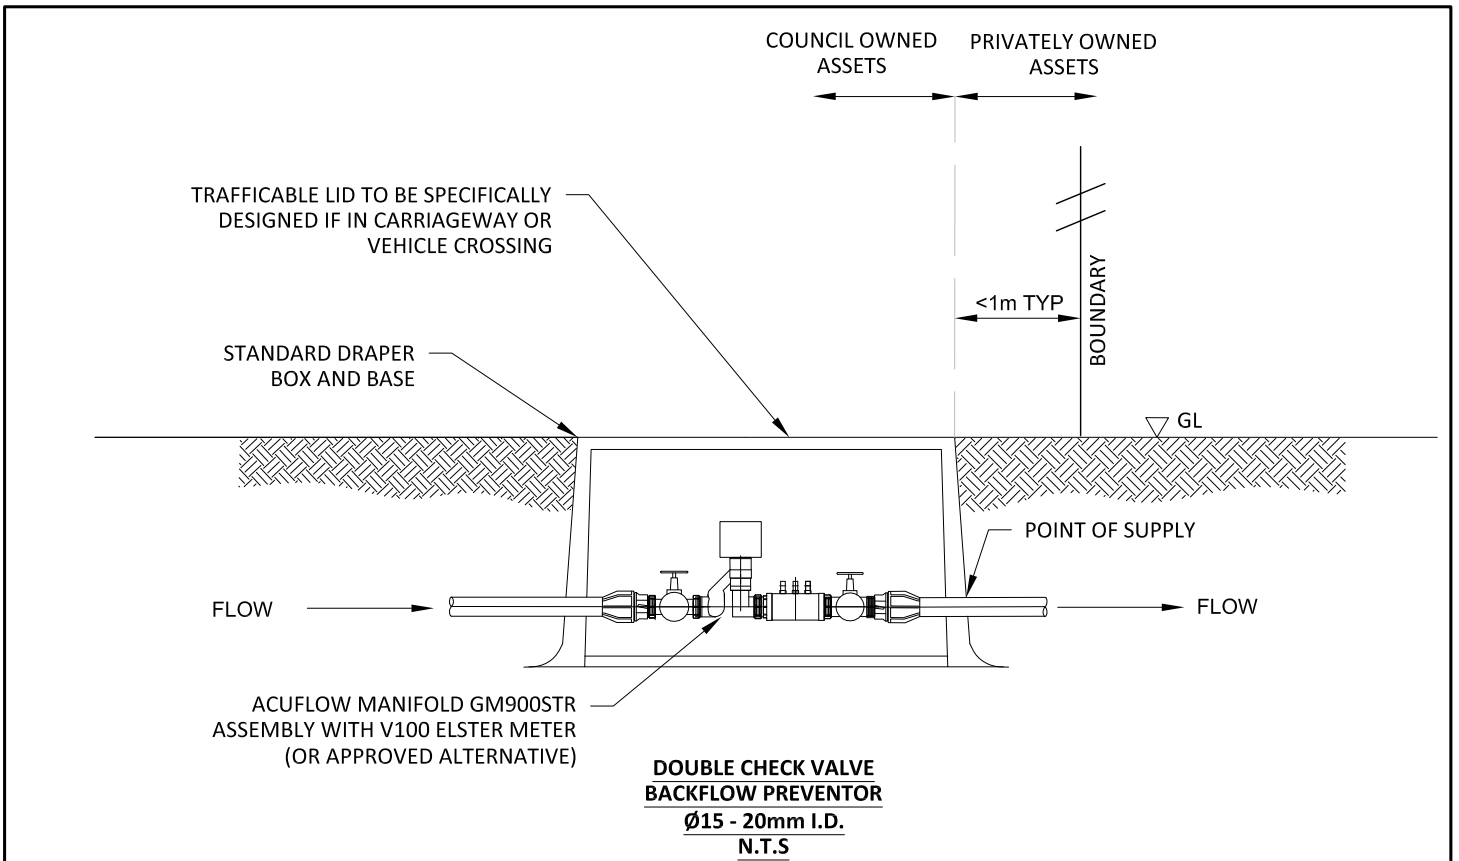 COUNCIL OWNED
ASSETS
PRIVATELY OWNED
ASSETS
TRAFFICABLE LID TO BE SPECIFICALLY
DESIGNED IF IN CARRIAGEWAY OR
VEHICLE CROSSING
<1m TYP
BOUNDARY
STANDARD DRAPER
BOX AND BASE
GL
POINT OF SUPPLY
FLOW
FLOW
ACUFLOW MANIFOLD GM900STR
ASSEMBLY WITH V100 ELSTER METER
(OR APPROVED ALTERNATIVE)
DOUBLE CHECK VALVE
BACKFLOW PREVENTOR
Ø15 - 20mm I.D.
N.T.S